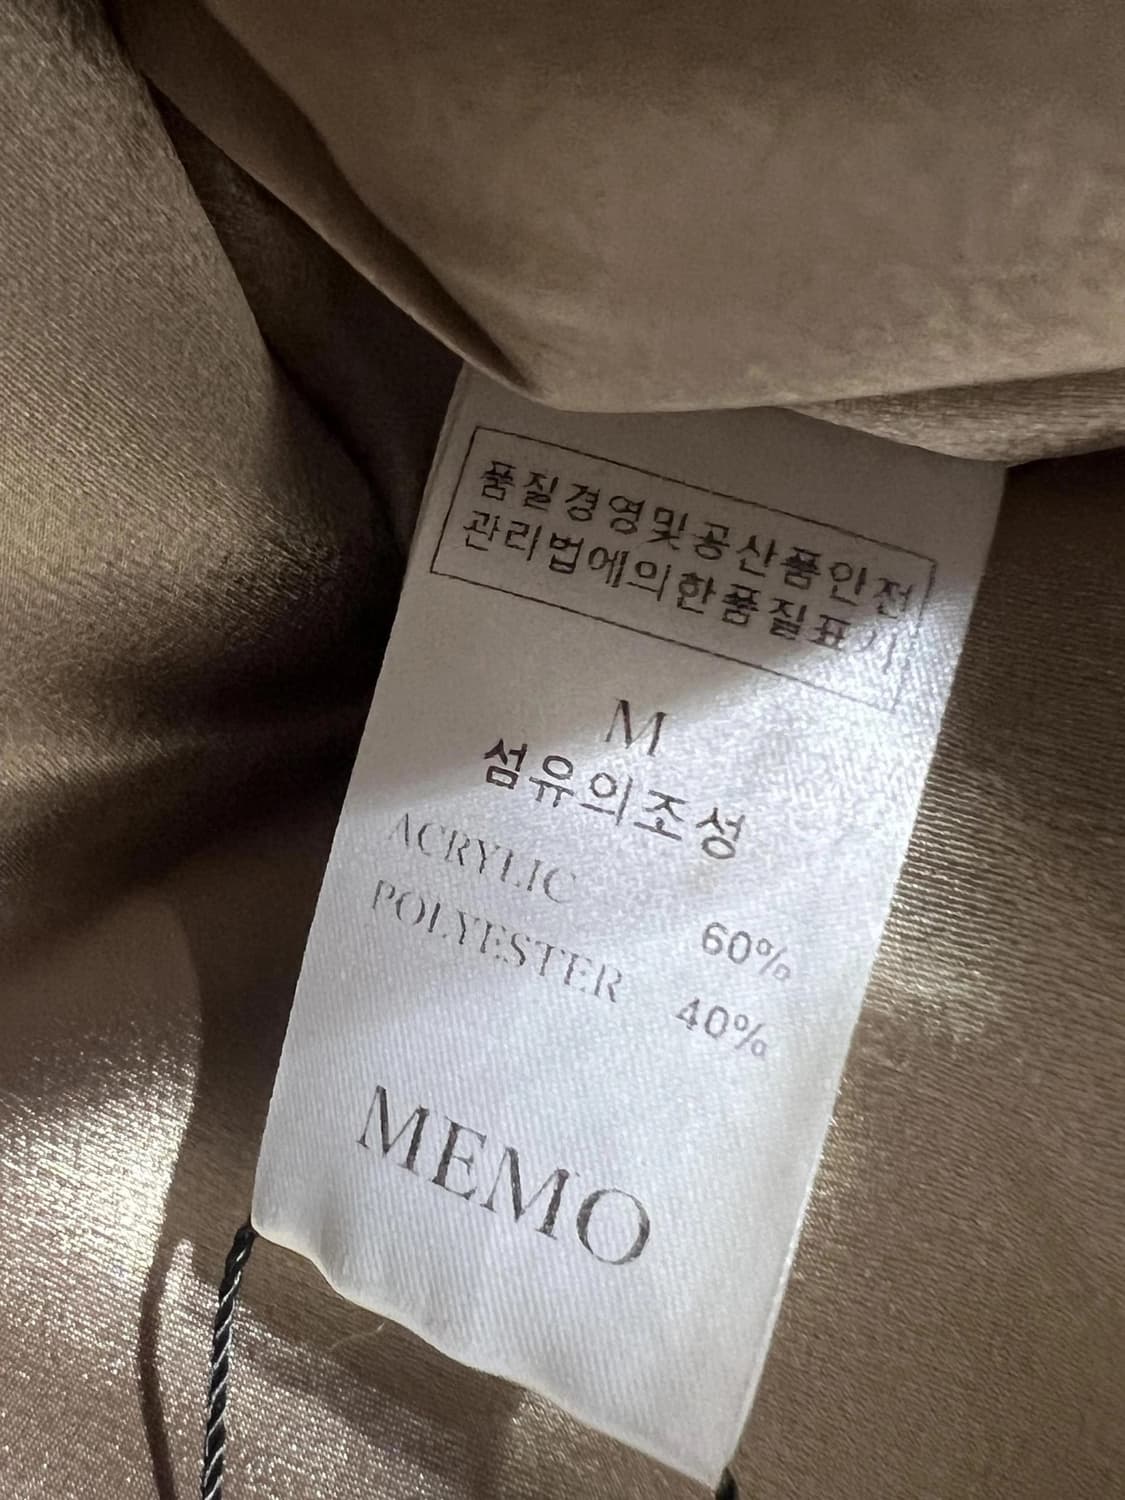 품질경영및공산품안전
관리법에의한품질표시
M
섬유의조성
ACRYLIC 60%
POLYESTER 40%
MEMO